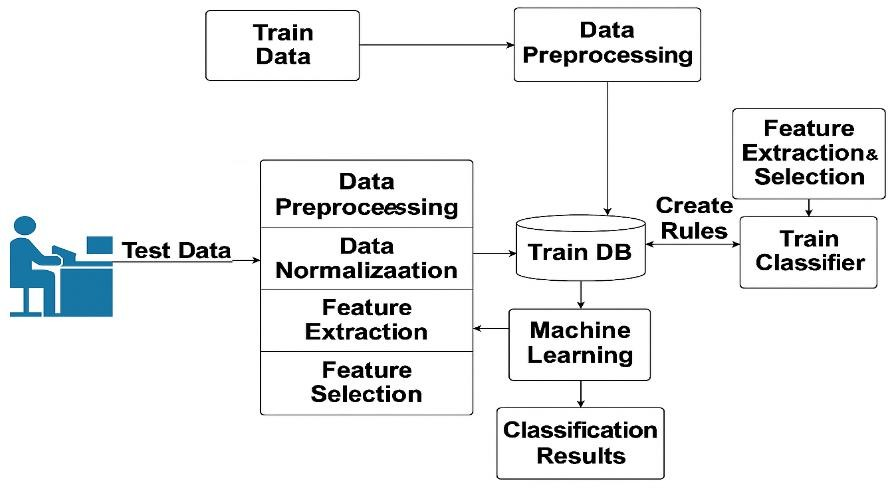 Train
Data
Data
Preprocessing
Feature
Extraction&
Selection
Data
Preproceessing
Data
Normalizaation
Feature
Extraction
Feature
Selection
Test Data
Train DB
Create
Rules
Train
Classifier
Machine
Learning
Classification
Results